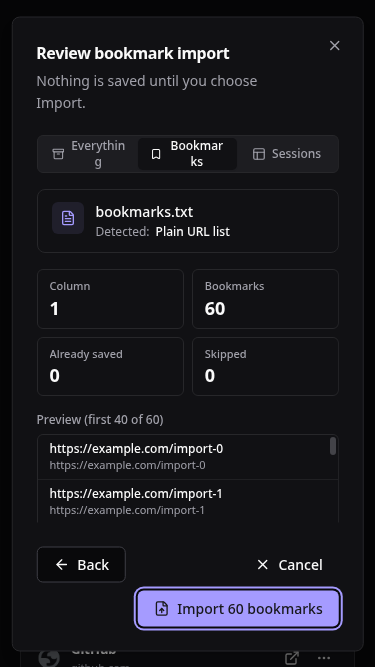 Review bookmark import
Nothing is saved until you choose
Import.
Everythin
g
Bookmar
ks
Sessions
bookmarks.txt
Detected: Plain URL list
Column
1
Bookmarks
60
Already saved
0
Skipped
0
Preview (first 40 of 60)
https://example.com/import-0
https://example.com/import-0
https://example.com/import-1
https://example.com/import-1
Back
Cancel
Import 60 bookmarks
GitHub
github.com